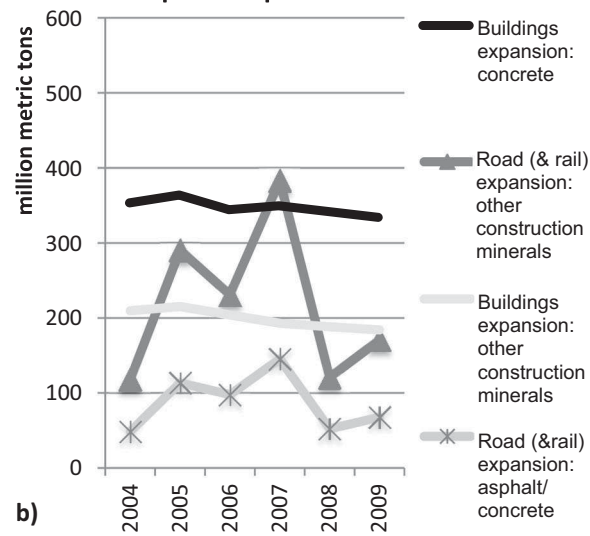 600
500
400
300
200
100
0
million metric tons
2004
2005
2006
2007
2008
2009
b)
Buildings
expansion:
concrete
Road (& rail)
expansion:
other
construction
minerals
Buildings
expansion:
other
construction
minerals
Road (&rail)
expansion:
asphalt/
concrete